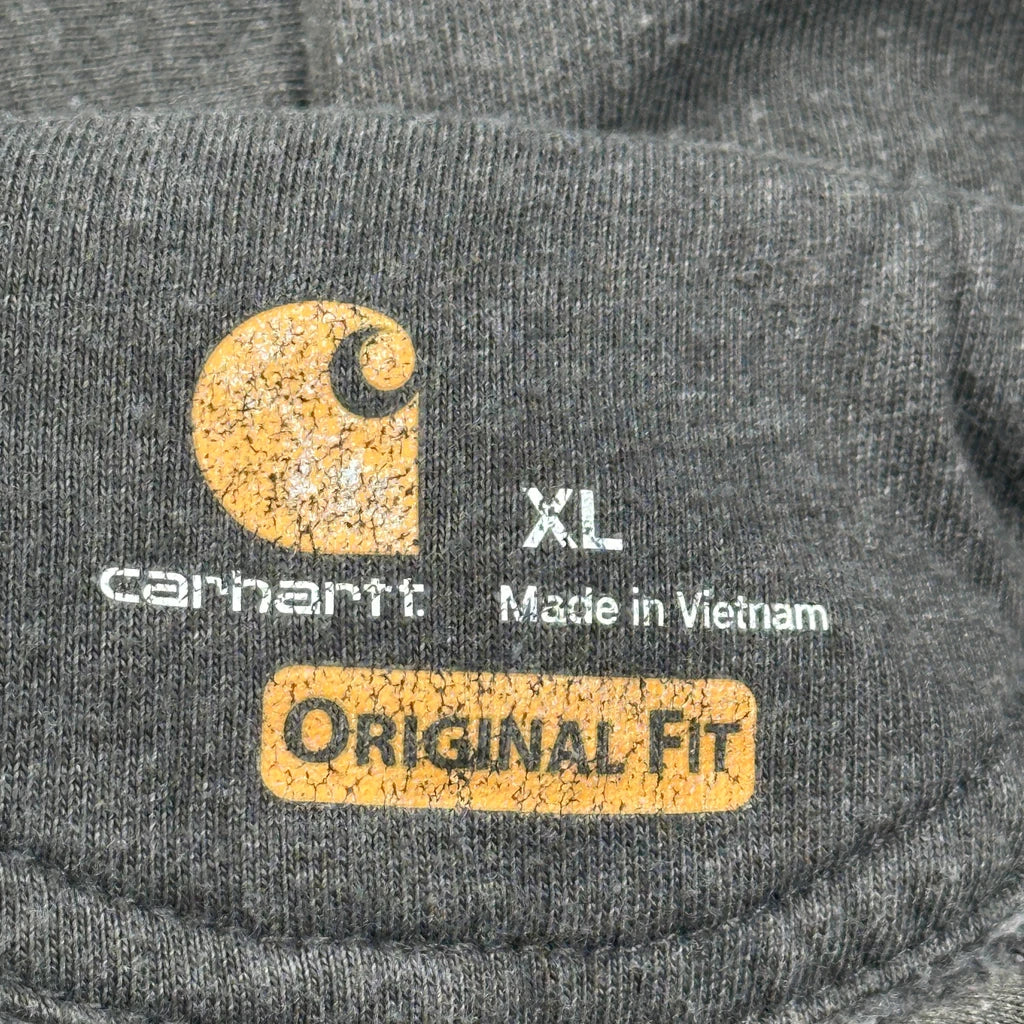 carhartt
XL
Made in Vietnam
ORIGINAL FIT